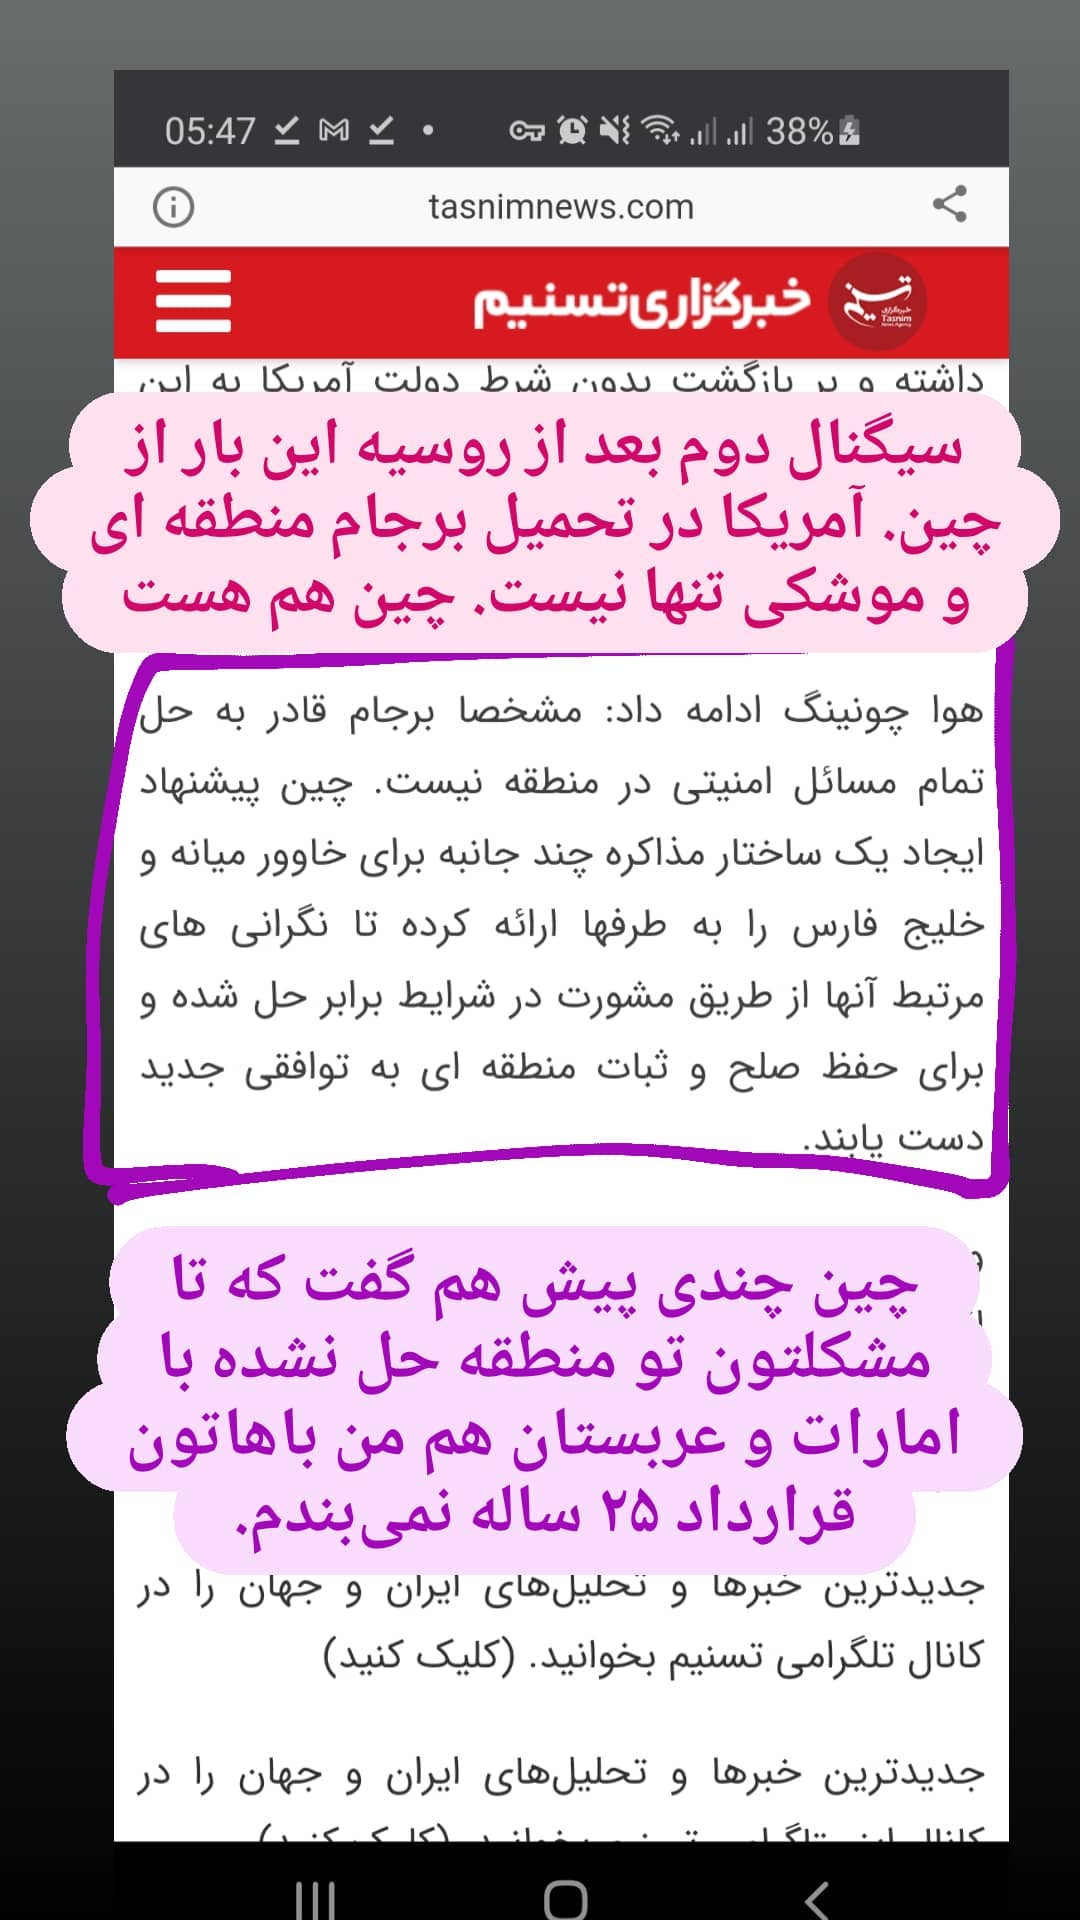 05:47
38%
tasnimnews.com
خبرگزاری تسنیم
تسنیم
خبرگزاری
Tasnim
News Agency
داشته و بر بازگشت بدون شرط دولت آمریکا به این
سیگنال دوم بعد از روسیه این بار از
چین. آمریکا در تحمیل برجام منطقه ای
و موشکی تنها نیست. چین هم هست
هوا چونینگ ادامه داد: مشخصا برجام قادر به حل
تمام مسائل امنیتی در منطقه نیست. چین پیشنهاد
ایجاد یک ساختار مذاکره چند جانبه برای خاوور میانه و
خلیج فارس را به طرفها ارائه کرده تا نگرانی های
مرتبط آنها از طریق مشورت در شرایط برابر حل شده و
برای حفظ صلح و ثبات منطقه ای به توافقی جدید
دست یابند.
چین چندی پیش هم گفت که تا
مشکلتون تو منطقه حل نشده با
امارات و عربستان هم من باهاتون
قرارداد ۲۵ ساله نمی‌بندم.
جدیدترین خبرها و تحلیل‌های ایران و جهان را در
کانال تلگرامی تسنیم بخوانید. (کلیک کنید)
جدیدترین خبرها و تحلیل‌های ایران و جهان را در